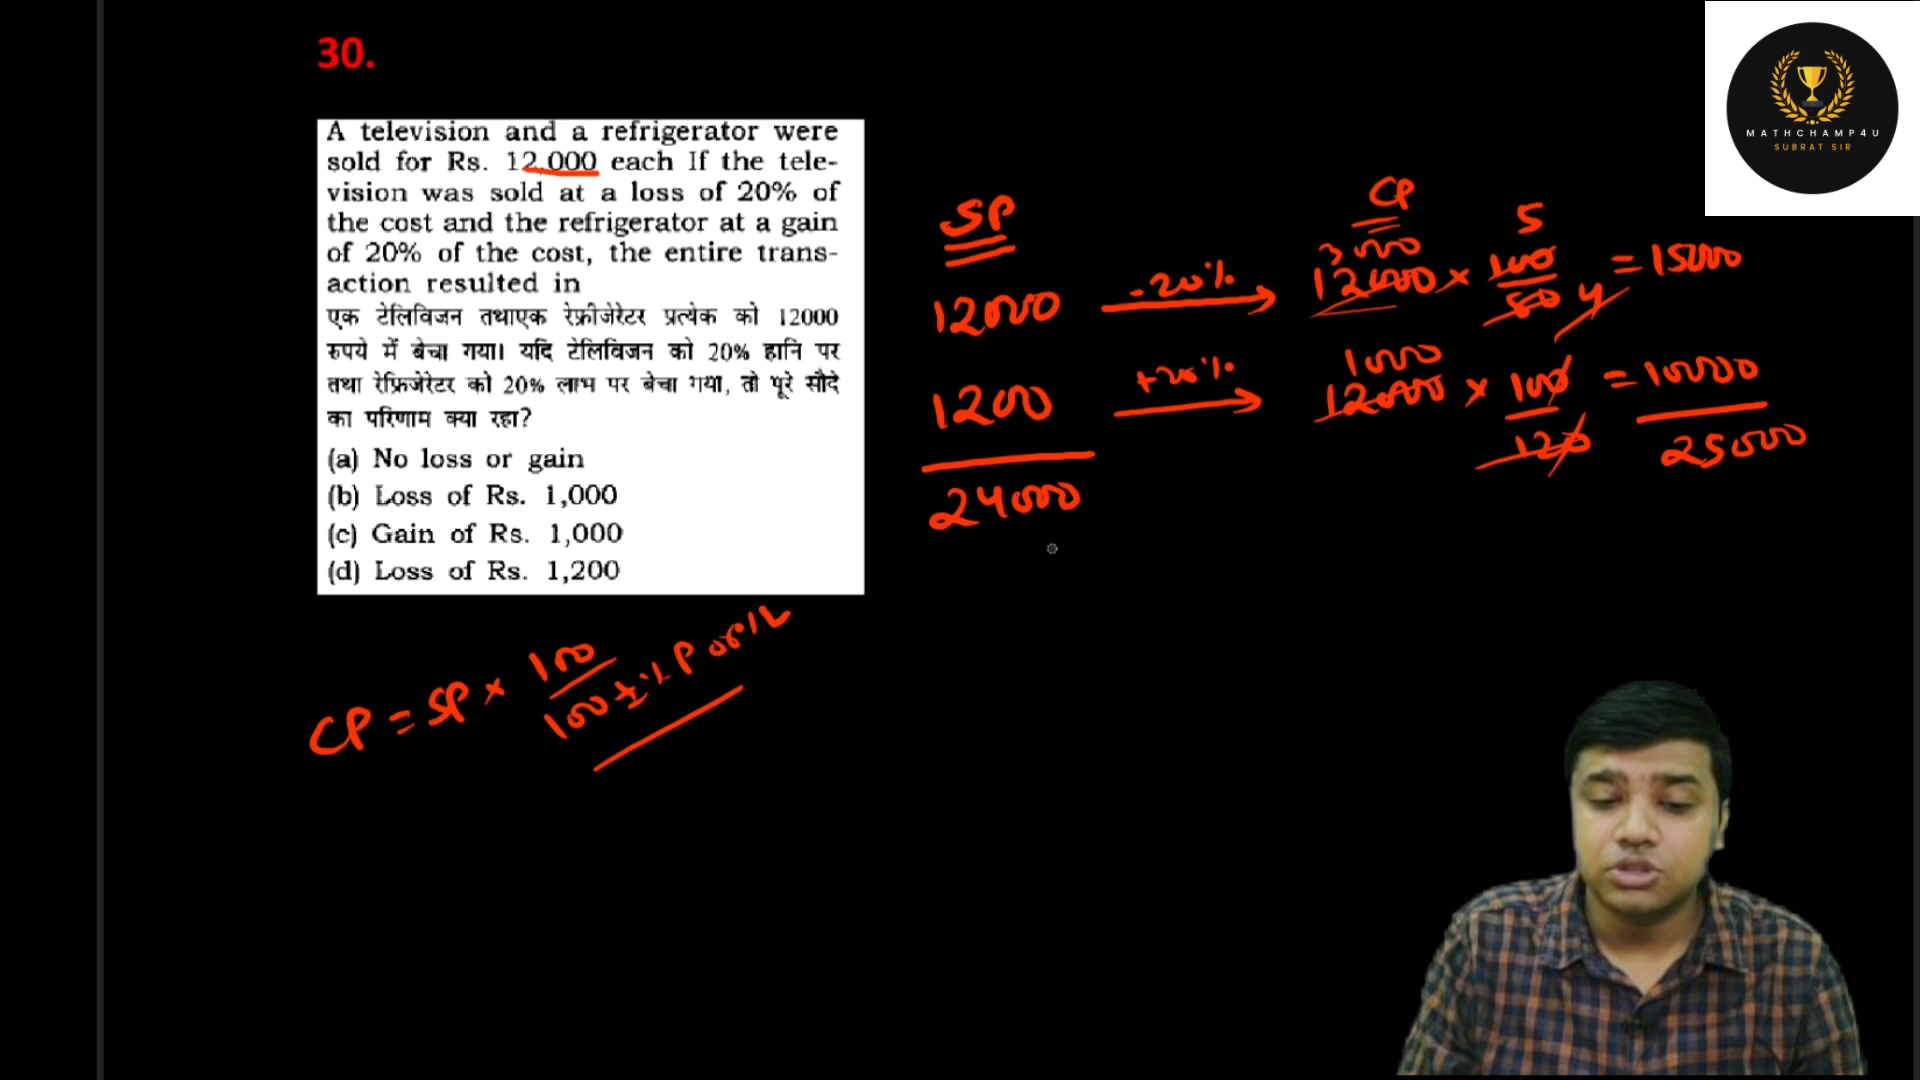 30.
A television and a refrigerator were
sold for Rs. 12,000 each If the tele-
vision was sold at a loss of 20% of
the cost and the refrigerator at a gain
of 20% of the cost, the entire trans-
action resulted in
एक टेलिविजन तथाएक रेफ्रीजेरेटर प्रत्येक को 12000
रुपये में बेचा गया। यदि टेलिविजन को 20% हानि पर
तथा रेफ्रिजेरेटर को 20% लाभ पर बेचा गया, तो पूरे सौदे
का परिणाम क्या रहा?
(a) No loss or gain
(b) Loss of Rs. 1,000
(c) Gain of Rs. 1,000
(d) Loss of Rs. 1,200
CP = SP × 100
100 ± % P or % L
SP
CP
3000
5
12000
-20%
12000 × 100 = 15000
80
4
1000
1200
+20%
12000 × 100 = 10000
120
24000
25000
MATHCHAMP4U
SUBRAT SIR